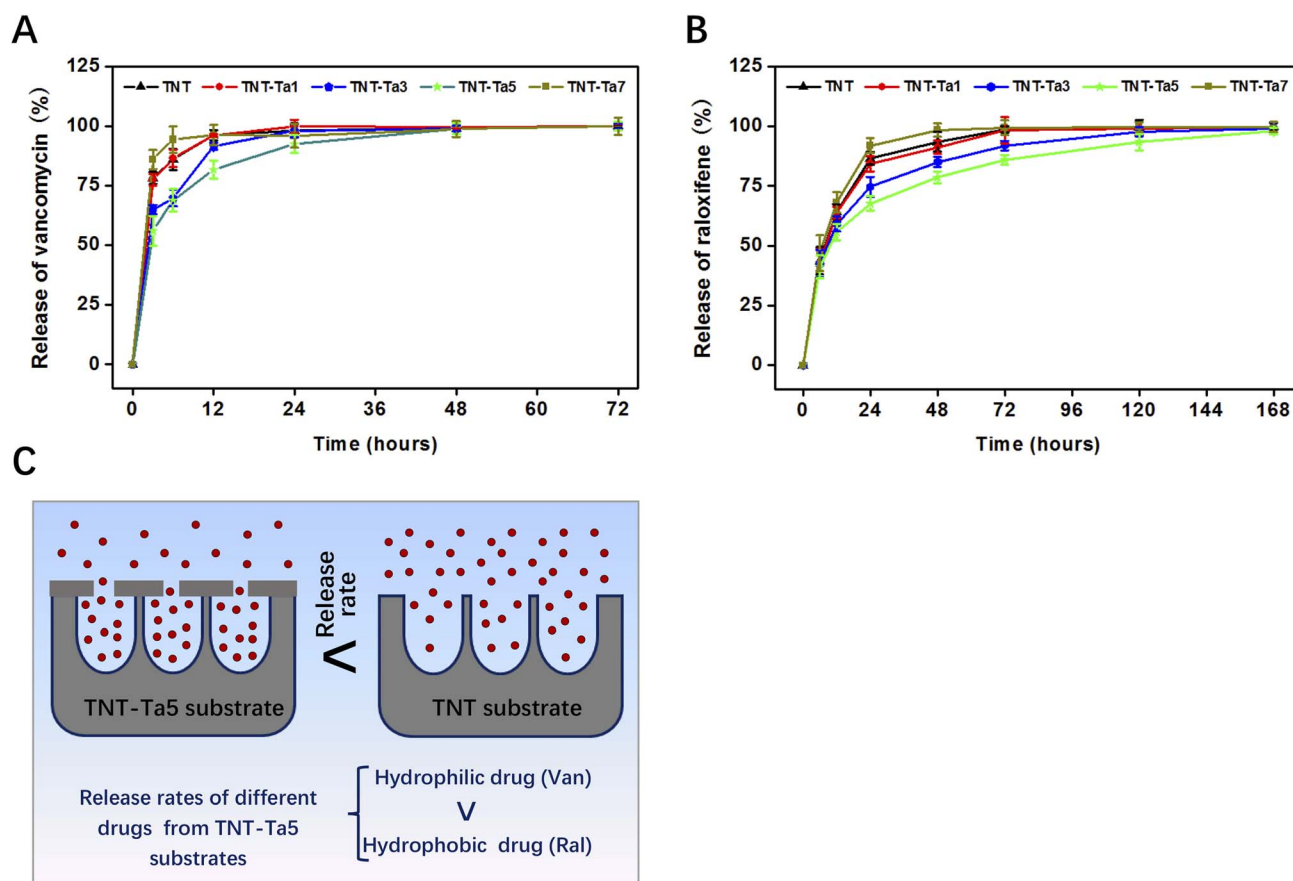 A
Release of vancomycin (%)
125
100
75
50
25
0
TNT TNT-Ta1 TNT-Ta3 TNT-Ta5 TNT-Ta7
0 12 24 36 48 60 72
Time (hours)
B
Release of raloxifene (%)
125
100
75
50
25
0
TNT TNT-Ta1 TNT-Ta3 TNT-Ta5 TNT-Ta7
0 24 48 72 96 120 144 168
Time (hours)
C
Release
rate
<
TNT-Ta5 substrate
TNT substrate
Release rates of different
drugs from TNT-Ta5
substrates
Hydrophilic drug (Van)
>
Hydrophobic drug (Ral)